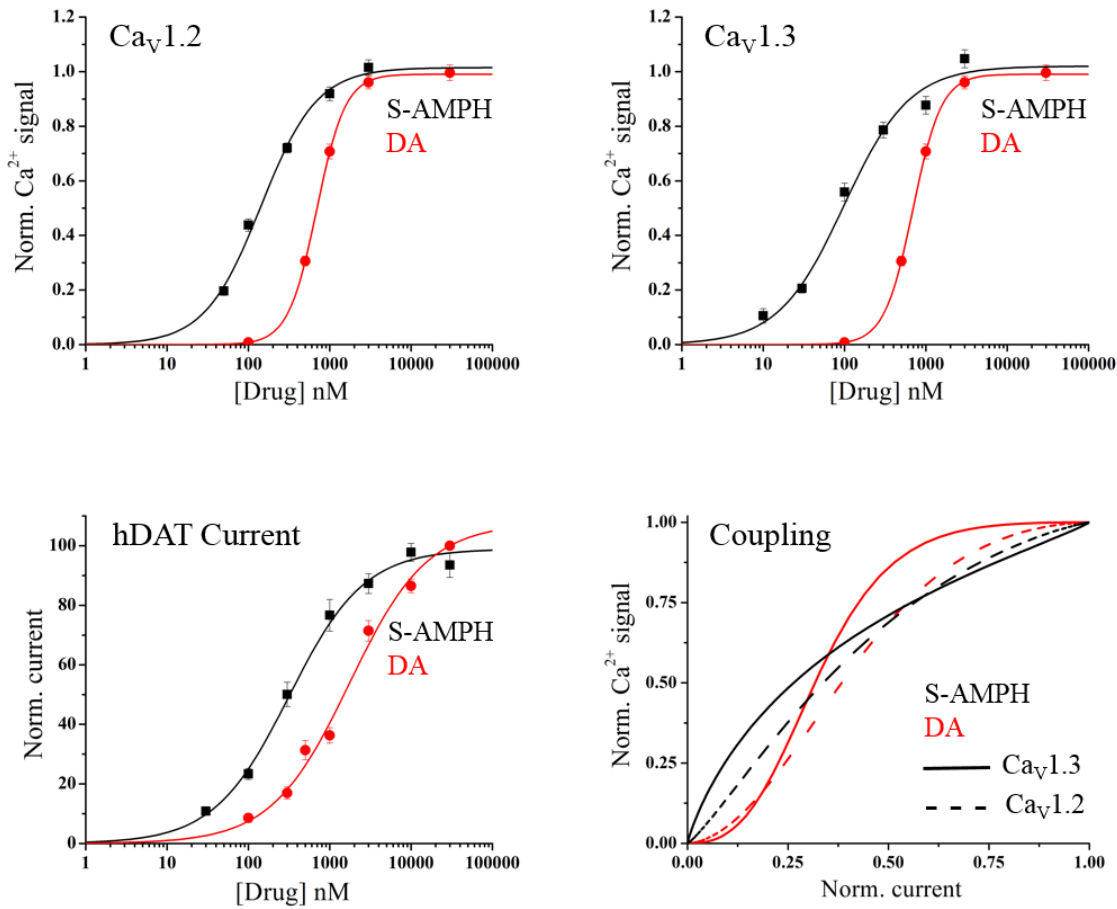 Ca_V1.2
Norm. Ca²⁺ signal
1.2
1.0
0.8
0.6
0.4
0.2
0.0
S-AMPH
DA
1 10 100 1000 10000 100000
[Drug] nM
Ca_V1.3
Norm. Ca²⁺ signal
1.2
1.0
0.8
0.6
0.4
0.2
0.0
S-AMPH
DA
1 10 100 1000 10000 100000
[Drug] nM
hDAT Current
Norm. current
100
80
60
40
20
0
S-AMPH
DA
1 10 100 1000 10000 100000
[Drug] nM
Coupling
Norm. Ca²⁺ signal
1.00
0.75
0.50
0.25
0.00
S-AMPH
DA
Ca_V1.3
Ca_V1.2
0.00 0.25 0.50 0.75 1.00
Norm. current